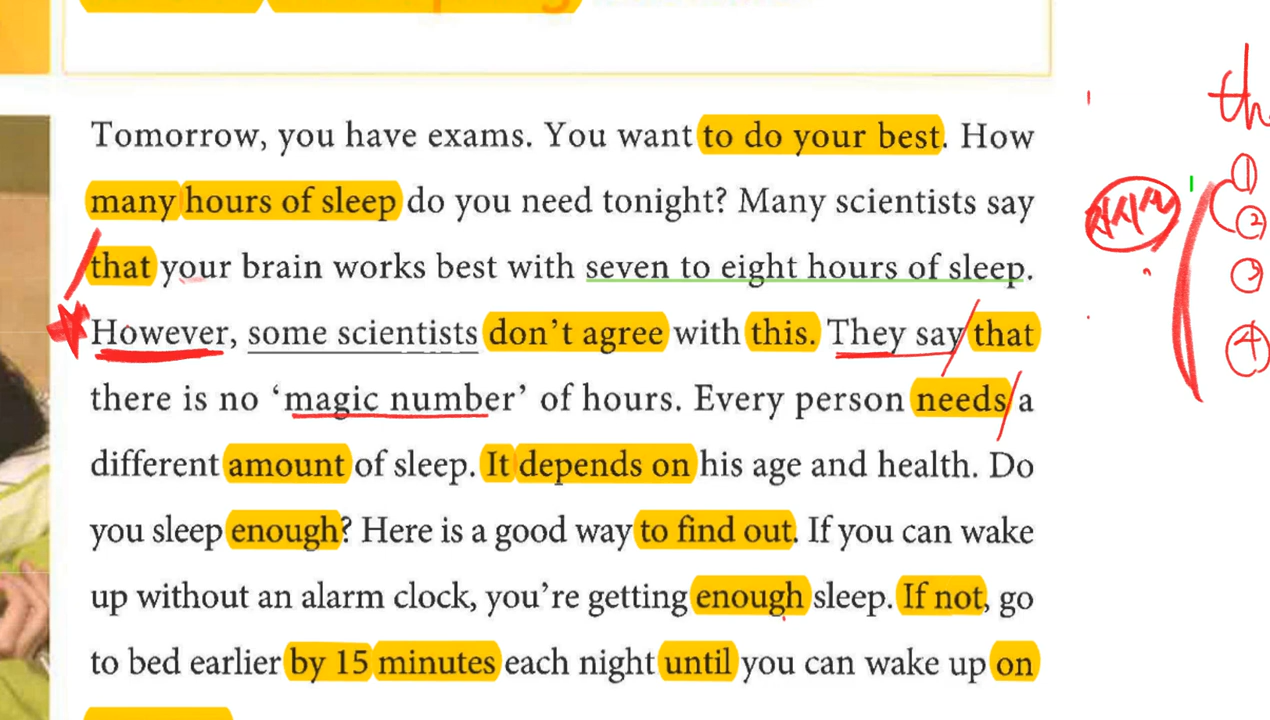 Tomorrow, you have exams. You want to do your best. How
many hours of sleep do you need tonight? Many scientists say
that your brain works best with seven to eight hours of sleep.
However, some scientists don’t agree with this. They say that
there is no ‘magic number’ of hours. Every person needs a
different amount of sleep. It depends on his age and health. Do
you sleep enough? Here is a good way to find out. If you can wake
up without an alarm clock, you’re getting enough sleep. If not, go
to bed earlier by 15 minutes each night until you can wake up on
th
①
②
③
④